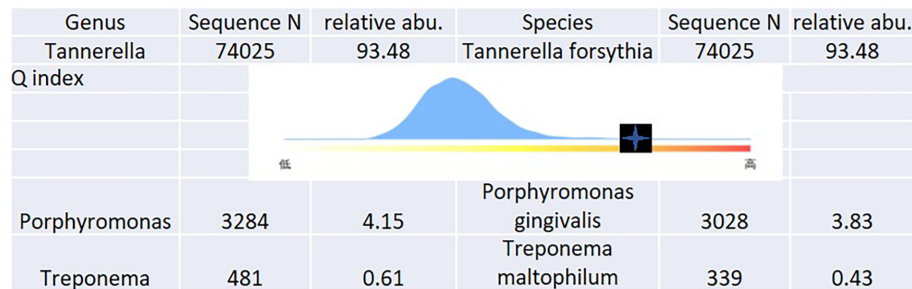 Genus Sequence N relative abu. Species Sequence N relative abu.
Tannerella 74025 93.48 Tannerella forsythia 74025 93.48
Q index
低 高
Porphyromonas 3284 4.15 Porphyromonas gingivalis 3028 3.83
Treponema 481 0.61 Treponema maltophilum 339 0.43